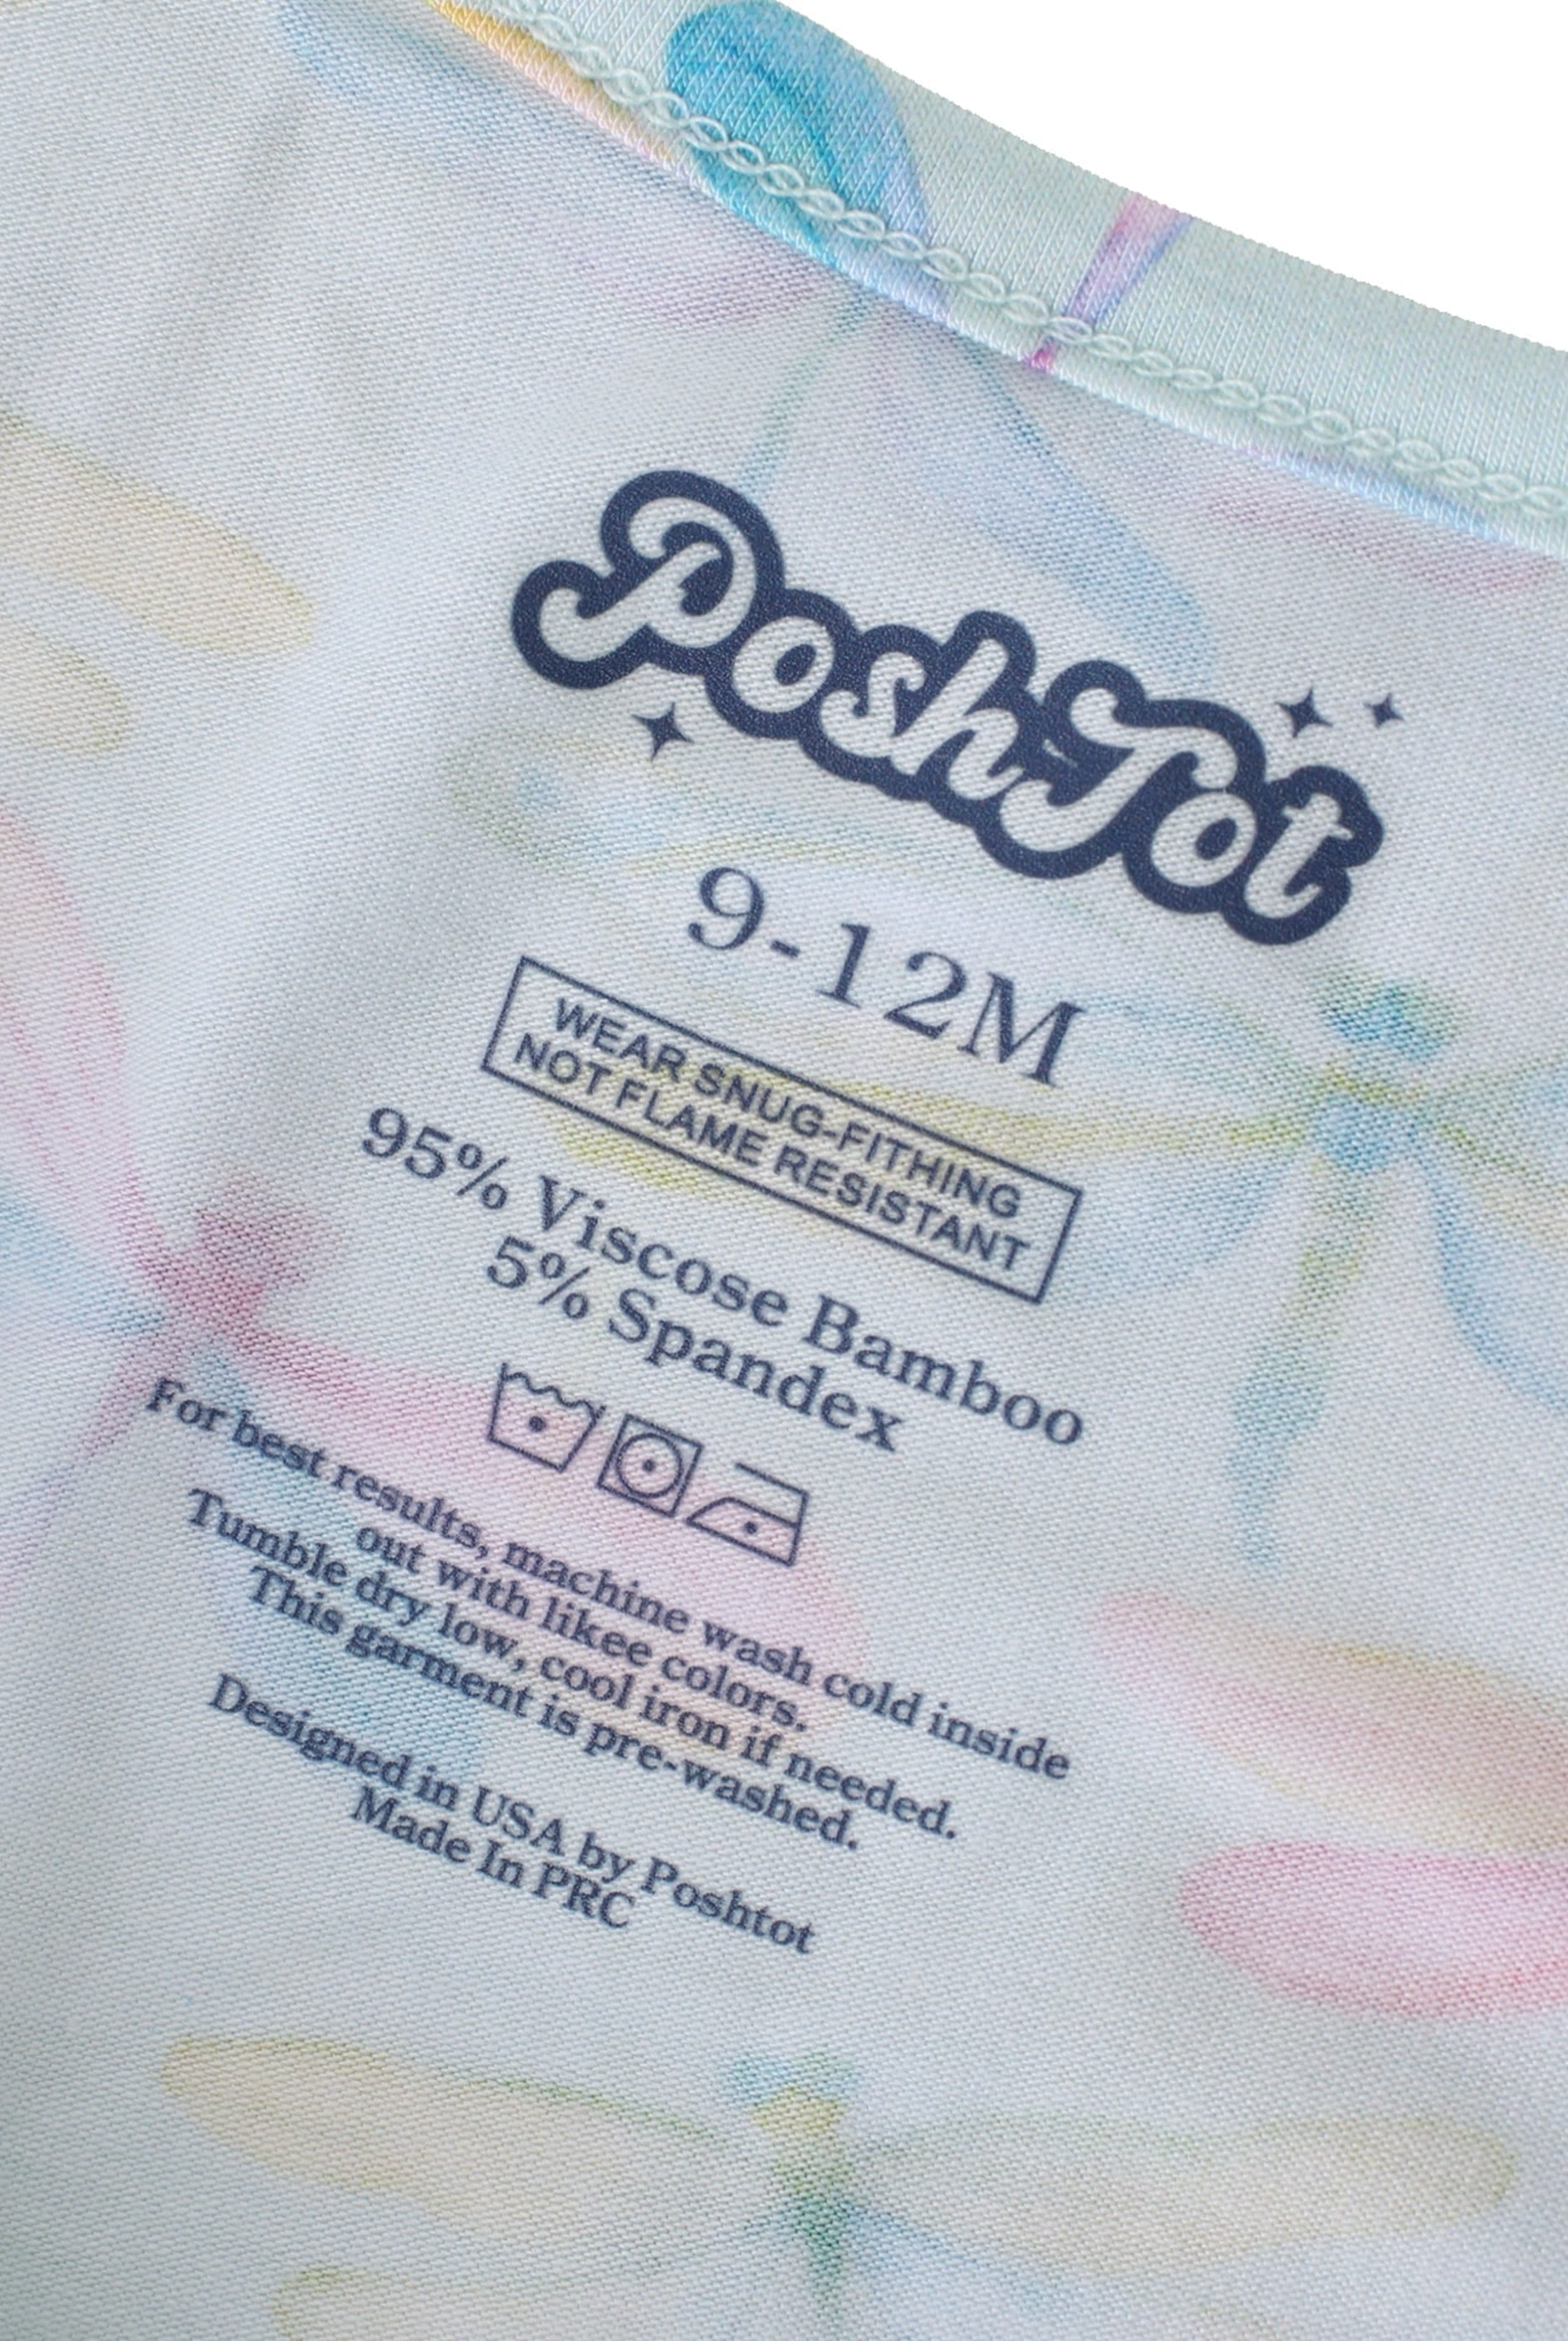 PoshTot
9-12M
WEAR SNUG-FITHING
NOT FLAME RESISTANT
95% Viscose Bamboo
5% Spandex
For best results, machine wash cold inside
out with likee colors.
Tumble dry low, cool iron if needed.
This garment is pre-washed.
Designed in USA by Poshtot
Made In PRC